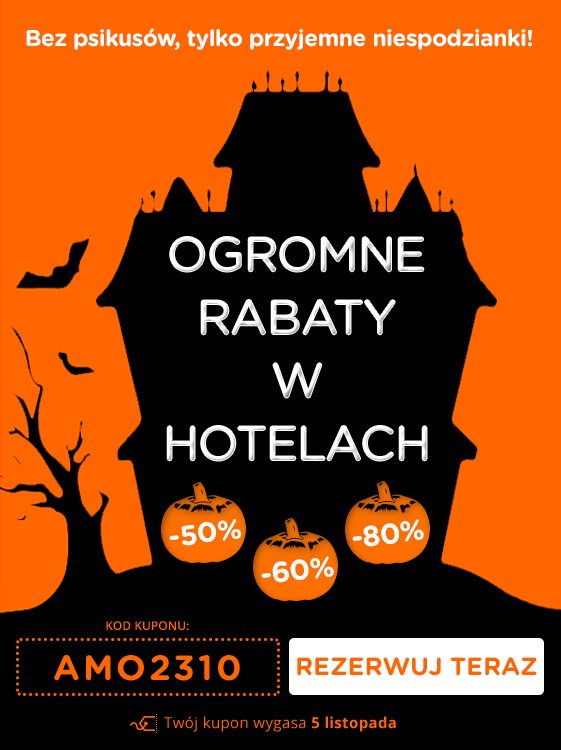 Bez psikusów, tylko przyjemne niespodzianki!
OGROMNE
RABATY
W
HOTELACH
-50%
-60%
-80%
KOD KUPONU:
AMO2310
REZERWUJ TERAZ
Twój kupon wygasa 5 listopada